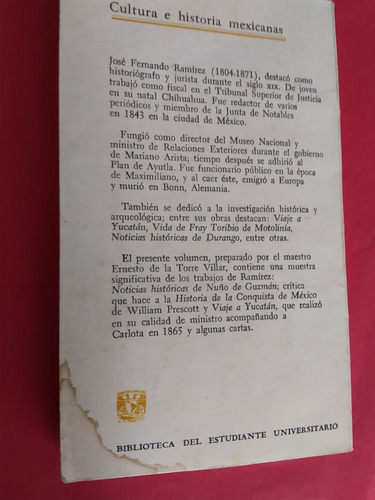 Cultura e historia mexicanas
José Fernando Ramírez (1804-1871), destacó como
historiógrafo y jurista durante el siglo XIX. De joven
trabajó como fiscal en el Tribunal Superior de Justicia
en su natal Chihuahua. Fue redactor de varios
periódicos y miembro de la Junta de Notables
en 1843 en la ciudad de México.
Fungió como director del Museo Nacional y
ministro de Relaciones Exteriores durante el gobierno
de Mariano Arista; tiempo después se adhirió al
Plan de Ayutla. Fue funcionario público en la época
de Maximiliano, y al caer éste, emigró a Europa
y murió en Bonn, Alemania.
También se dedicó a la investigación histórica y
arqueológica; entre sus obras destacan: Viaje a
Yucatán, Vida de Fray Toribio de Motolinía,
Noticias históricas de Durango, entre otras.
El presente volumen, preparado por el maestro
Ernesto de la Torre Villar, contiene una muestra
significativa de los trabajos de Ramírez:
Noticias históricas de Nuño de Guzmán; crítica
que hace a la Historia de la Conquista de México
de William Prescott y Viaje a Yucatán, que realizó
en su calidad de ministro acompañando a
Carlota en 1865 y algunas cartas.
BIBLIOTECA DEL ESTUDIANTE UNIVERSITARIO